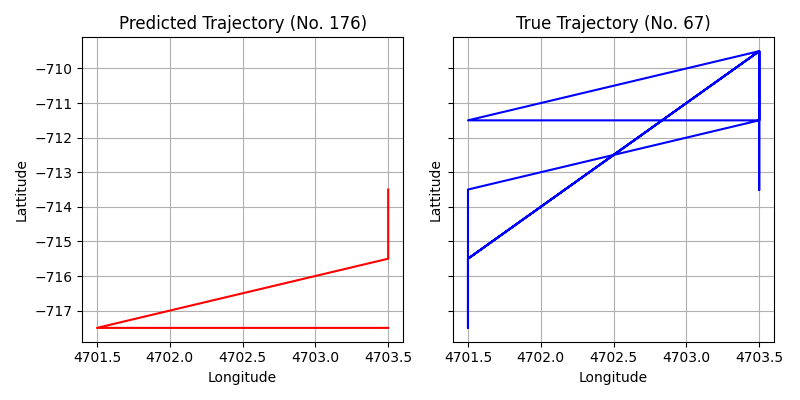 Predicted Trajectory (No. 176)
True Trajectory (No. 67)
−710
−711
−712
−713
−714
−715
−716
−717
Lattitude
Lattitude
4701.5 4702.0 4702.5 4703.0 4703.5
4701.5 4702.0 4702.5 4703.0 4703.5
Longitude
Longitude